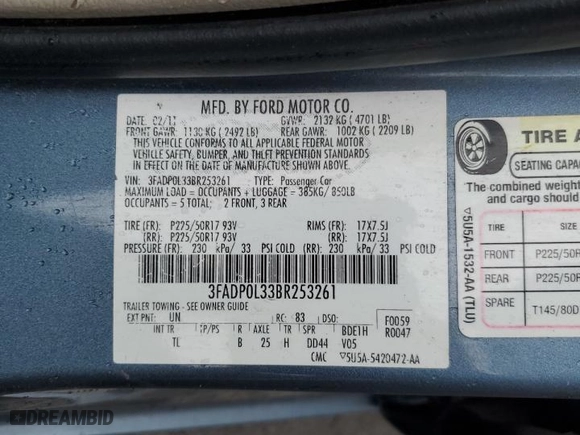 MFD. BY FORD MOTOR CO.
DATE: 02/11 GVWR: 2132 KG ( 4701 LB)
FRONT GAWR: 1130 KG ( 2492 LB) REAR GAWR: 1002 KG ( 2209 LB)
THIS VEHICLE CONFORMS TO ALL APPLICABLE FEDERAL MOTOR
VEHICLE SAFETY, BUMPER, AND THEFT PREVENTION STANDARDS
IN EFFECT ON THE DATE OF MANUFACTURE SHOWN ABOVE.
VIN: 3FADP0L33BR253261 TYPE: Passenger Car
MAXIMUM LOAD = OCCUPANTS + LUGGAGE = 385KG/ 850LB
OCCUPANTS = 5 TOTAL: 2 FRONT, 3 REAR
TIRE (FR): P225/50R17 93V RIMS (FR): 17X7.5J
(RR): P225/50R17 93V (RR): 17X7.5J
PRESSURE (FR): 230 kPa/ 33 PSI COLD (RR): 230 kPa/ 33 PSI COLD
3FADP0L33BR253261
TRAILER TOWING - SEE OWNER GUIDE
EXT PNT: UN RC: 83 DSO: F0059
R0047
INT TR TP/PS R AXLE TR BDE1H
TL B 25 H DD44 V05
CMC ▽5U5A-5420472-AA
▽5U5A-1532-AA (TLU)
TIRE A
SEATING CAPA
The combined weight
and cargo should
TIRE SIZE
FRONT P225/50R
REAR P225/50R
T145/80D
DREAMBID